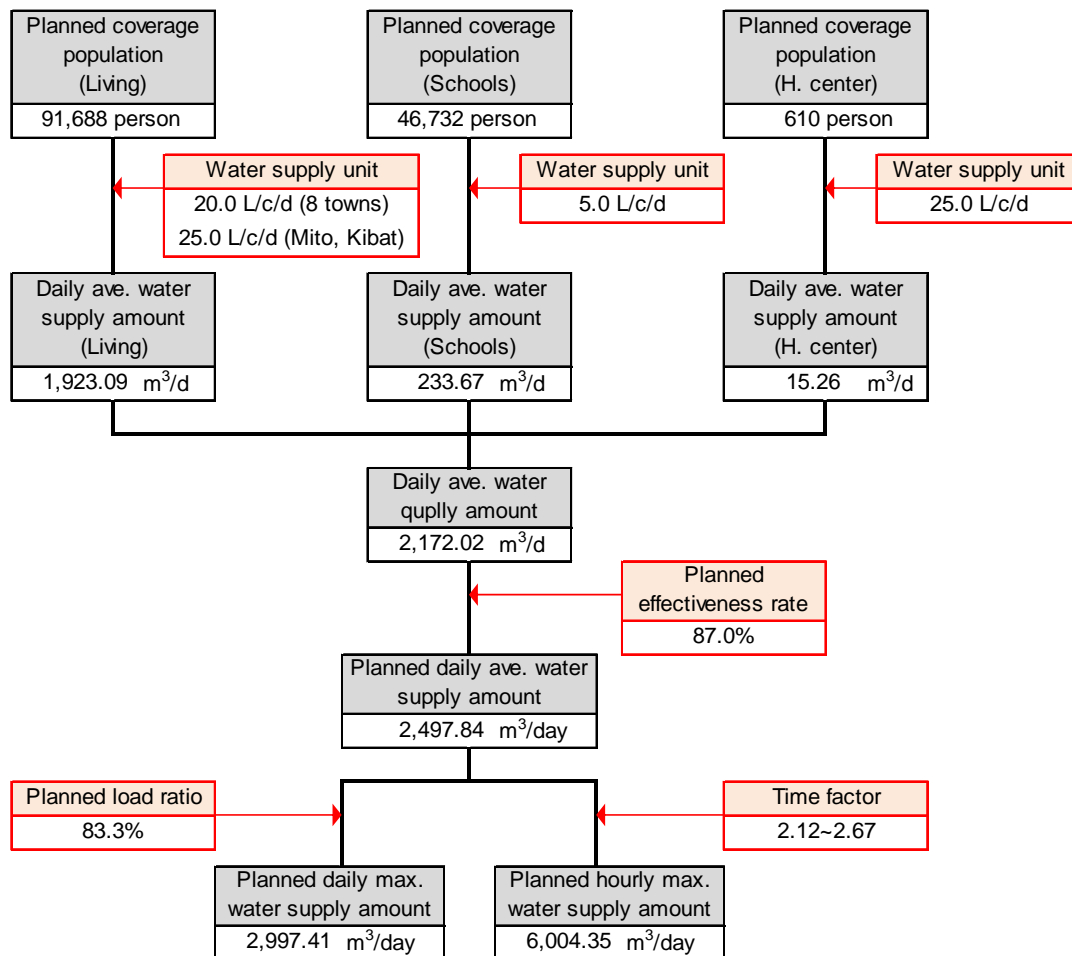 Planned coverage
population
(Living)
91,688 person
Planned coverage
population
(Schools)
46,732 person
Planned coverage
population
(H. center)
610 person
Water supply unit
20.0 L/c/d (8 towns)
25.0 L/c/d (Mito, Kibat)
Water supply unit
5.0 L/c/d
Water supply unit
25.0 L/c/d
Daily ave. water
supply amount
(Living)
1,923.09 m³/d
Daily ave. water
supply amount
(Schools)
233.67 m³/d
Daily ave. water
supply amount
(H. center)
15.26 m³/d
Daily ave. water
quplly amount
2,172.02 m³/d
Planned
effectiveness rate
87.0%
Planned daily ave. water
supply amount
2,497.84 m³/day
Planned load ratio
83.3%
Time factor
2.12~2.67
Planned daily max.
water supply amount
2,997.41 m³/day
Planned hourly max.
water supply amount
6,004.35 m³/day